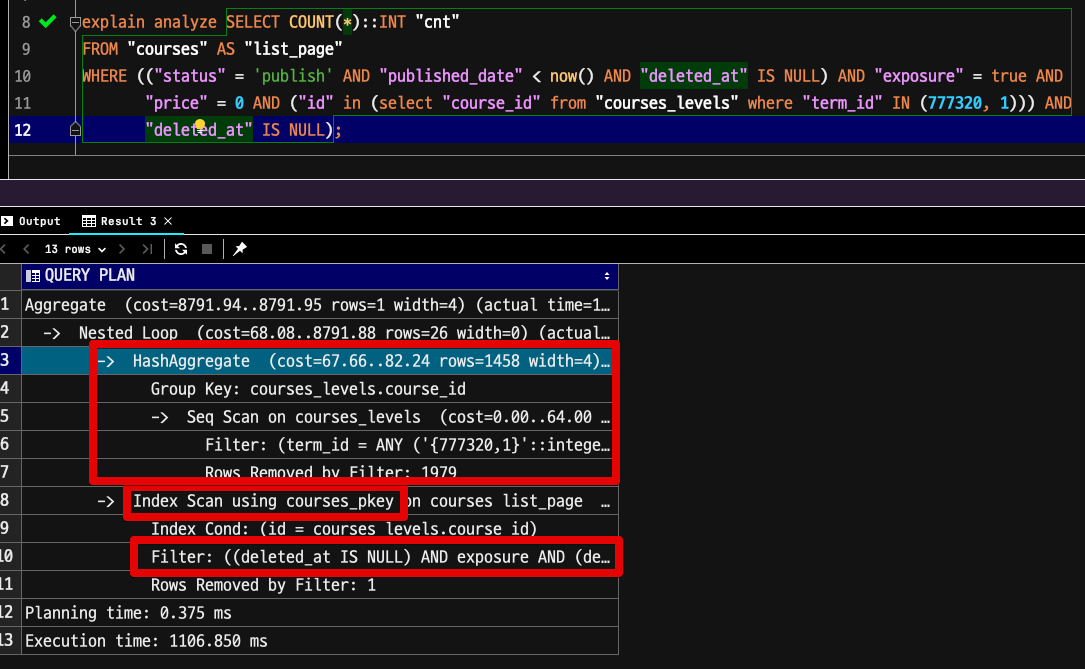 8 explain analyze SELECT COUNT(*)::INT "cnt"
9 FROM "courses" AS "list_page"
10 WHERE (("status" = 'publish' AND "published_date" < now() AND "deleted_at" IS NULL) AND "exposure" = true AND
11 "price" = 0 AND ("id" in (select "course_id" from "courses_levels" where "term_id" IN (777320, 1))) AND
12 "deleted_at" IS NULL);
Output Result 3 ×
13 rows
QUERY PLAN
1 Aggregate (cost=8791.94..8791.95 rows=1 width=4) (actual time=1…
2 -> Nested Loop (cost=68.08..8791.88 rows=26 width=0) (actual…
3 -> HashAggregate (cost=67.66..82.24 rows=1458 width=4)…
4 Group Key: courses_levels.course_id
5 -> Seq Scan on courses_levels (cost=0.00..64.00 …
6 Filter: (term_id = ANY ('{777320,1}'::intege…
7 Rows Removed by Filter: 1979
8 -> Index Scan using courses_pkey on courses list_page …
9 Index Cond: (id = courses_levels.course_id)
10 Filter: ((deleted_at IS NULL) AND exposure AND (de…
11 Rows Removed by Filter: 1
12 Planning time: 0.375 ms
13 Execution time: 1106.850 ms